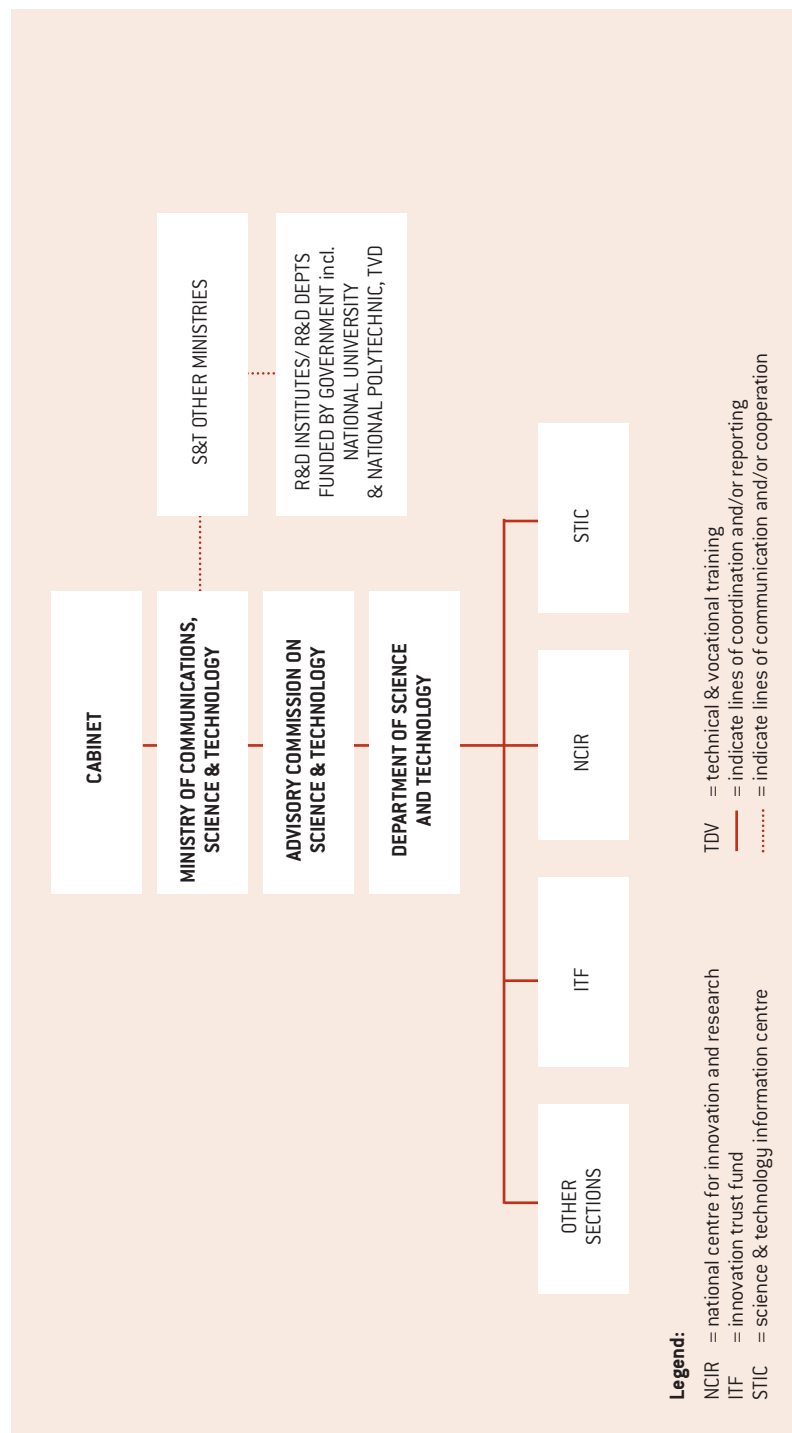 CABINET
MINISTRY OF COMMUNICATIONS,
SCIENCE & TECHNOLOGY
S&T OTHER MINISTRIES
ADVISORY COMMISSION ON
SCIENCE & TECHNOLOGY
R&D INSTITUTES/ R&D DEPTS
FUNDED BY GOVERNMENT incl.
NATIONAL UNIVERSITY
& NATIONAL POLYTECHNIC, TVD
DEPARTMENT OF SCIENCE
AND TECHNOLOGY
OTHER
SECTIONS
ITF
NCIR
STIC
Legend:
NCIR = national centre for innovation and research
ITF = innovation trust fund
STIC = science & technology information centre
TDV = technical & vocational training
= indicate lines of coordination and/or reporting
= indicate lines of communication and/or cooperation